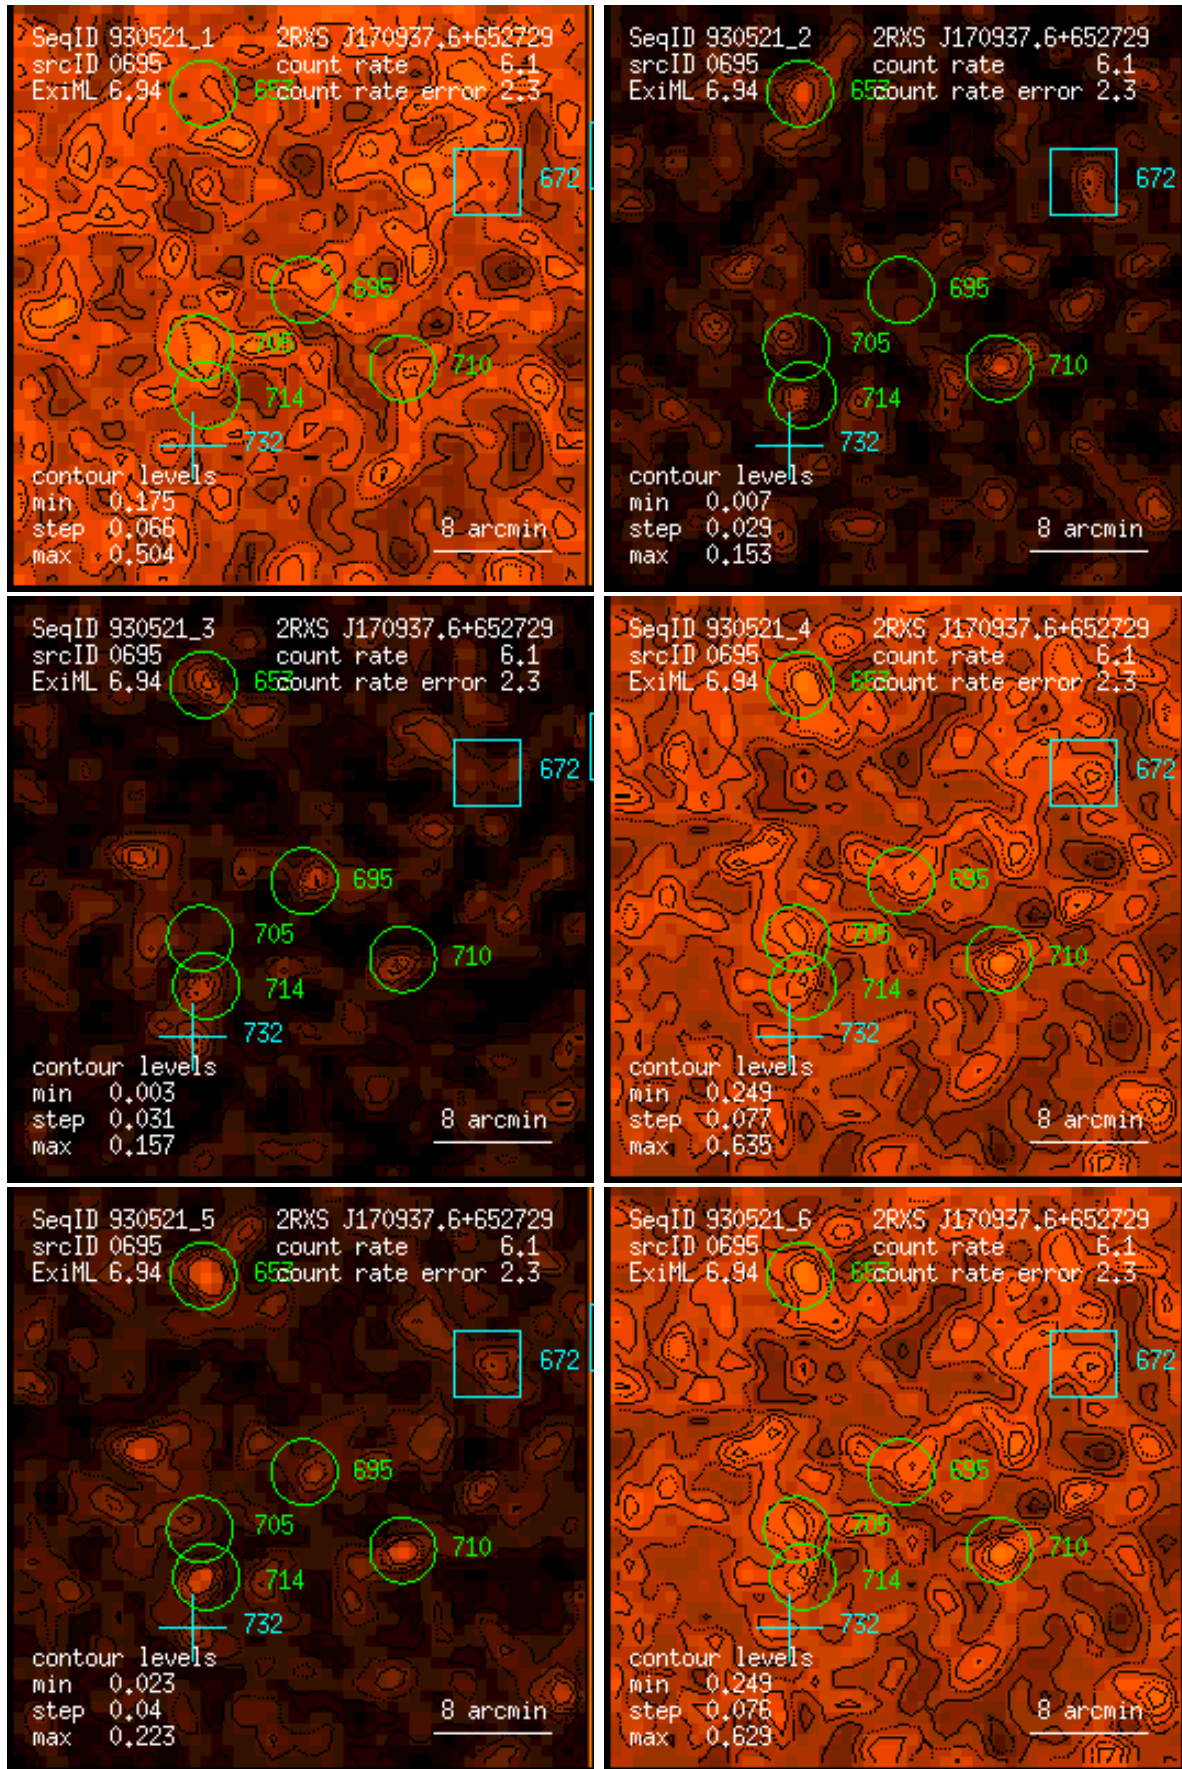 SeqID 930521_1 2RXS J170937.6+652729
srcID 0695 count rate 6.1
ExiML 6.94 653 count rate error 2.3
672
695
705
710
714
732
contour levels
min 0.175
step 0.066 8 arcmin
max 0.504
SeqID 930521_2 2RXS J170937.6+652729
srcID 0695 count rate 6.1
ExiML 6.94 653 count rate error 2.3
672
695
705
710
714
732
contour levels
min 0.007
step 0.029 8 arcmin
max 0.153
SeqID 930521_3 2RXS J170937.6+652729
srcID 0695 count rate 6.1
ExiML 6.94 653 count rate error 2.3
672
695
705
710
714
732
contour levels
min 0.003
step 0.031 8 arcmin
max 0.157
SeqID 930521_4 2RXS J170937.6+652729
srcID 0695 count rate 6.1
ExiML 6.94 653 count rate error 2.3
672
695
705
710
714
732
contour levels
min 0.249
step 0.077 8 arcmin
max 0.635
SeqID 930521_5 2RXS J170937.6+652729
srcID 0695 count rate 6.1
ExiML 6.94 653 count rate error 2.3
672
695
705
710
714
732
contour levels
min 0.023
step 0.04 8 arcmin
max 0.223
SeqID 930521_6 2RXS J170937.6+652729
srcID 0695 count rate 6.1
ExiML 6.94 653 count rate error 2.3
672
695
705
710
714
732
contour levels
min 0.249
step 0.076 8 arcmin
max 0.629